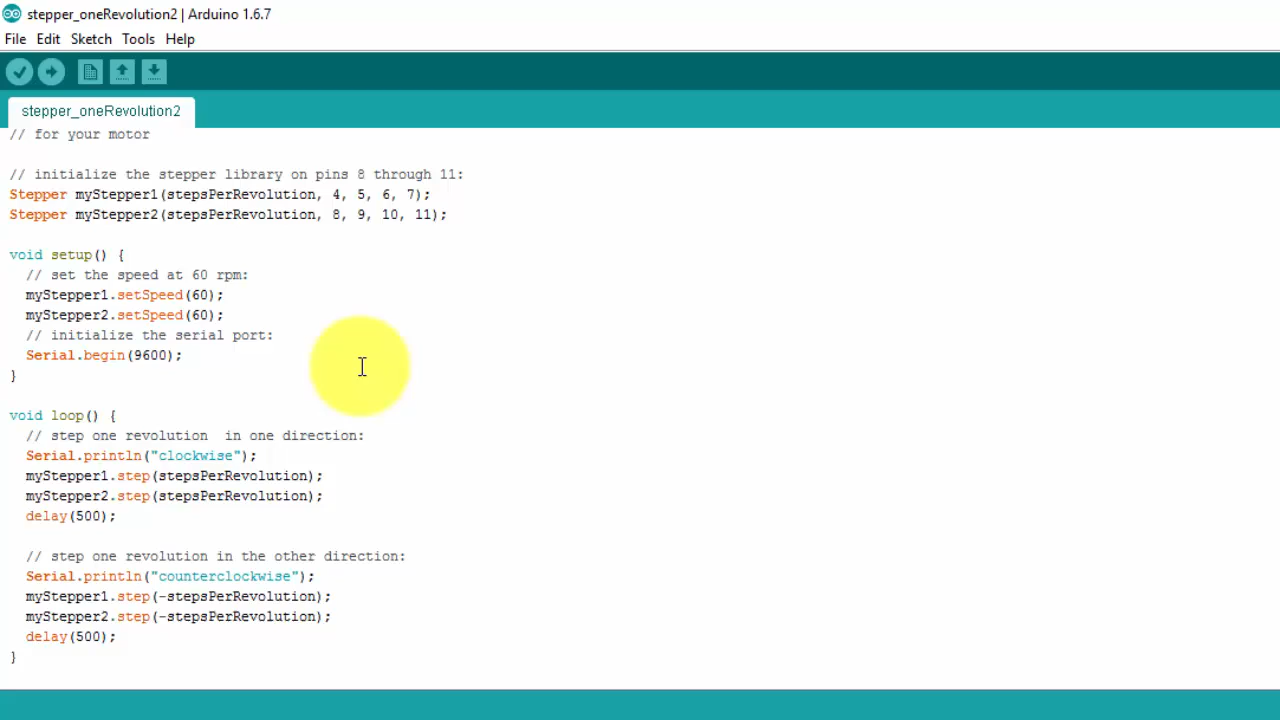 stepper_oneRevolution2 | Arduino 1.6.7
File Edit Sketch Tools Help
stepper_oneRevolution2
// for your motor
// initialize the stepper library on pins 8 through 11:
Stepper myStepper1(stepsPerRevolution, 4, 5, 6, 7);
Stepper myStepper2(stepsPerRevolution, 8, 9, 10, 11);
void setup() {
// set the speed at 60 rpm:
myStepper1.setSpeed(60);
myStepper2.setSpeed(60);
// initialize the serial port:
Serial.begin(9600);
}
void loop() {
// step one revolution  in one direction:
Serial.println("clockwise");
myStepper1.step(stepsPerRevolution);
myStepper2.step(stepsPerRevolution);
delay(500);
// step one revolution in the other direction:
Serial.println("counterclockwise");
myStepper1.step(-stepsPerRevolution);
myStepper2.step(-stepsPerRevolution);
delay(500);
}